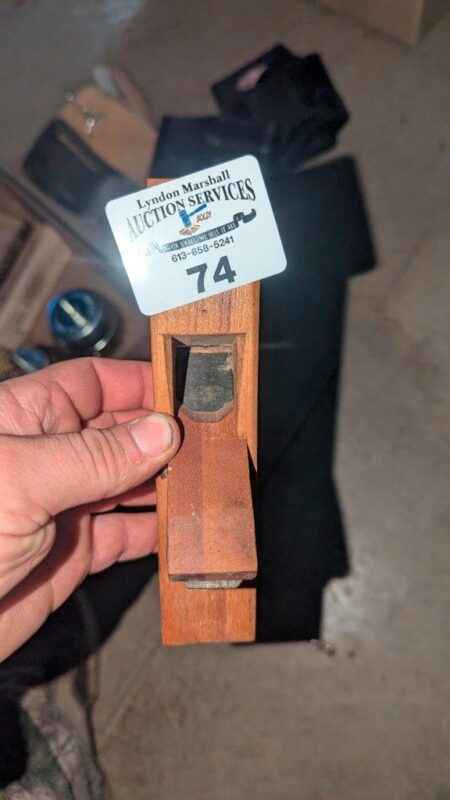 Lyndon Marshall
AUCTION SERVICES
613-658-5241
74